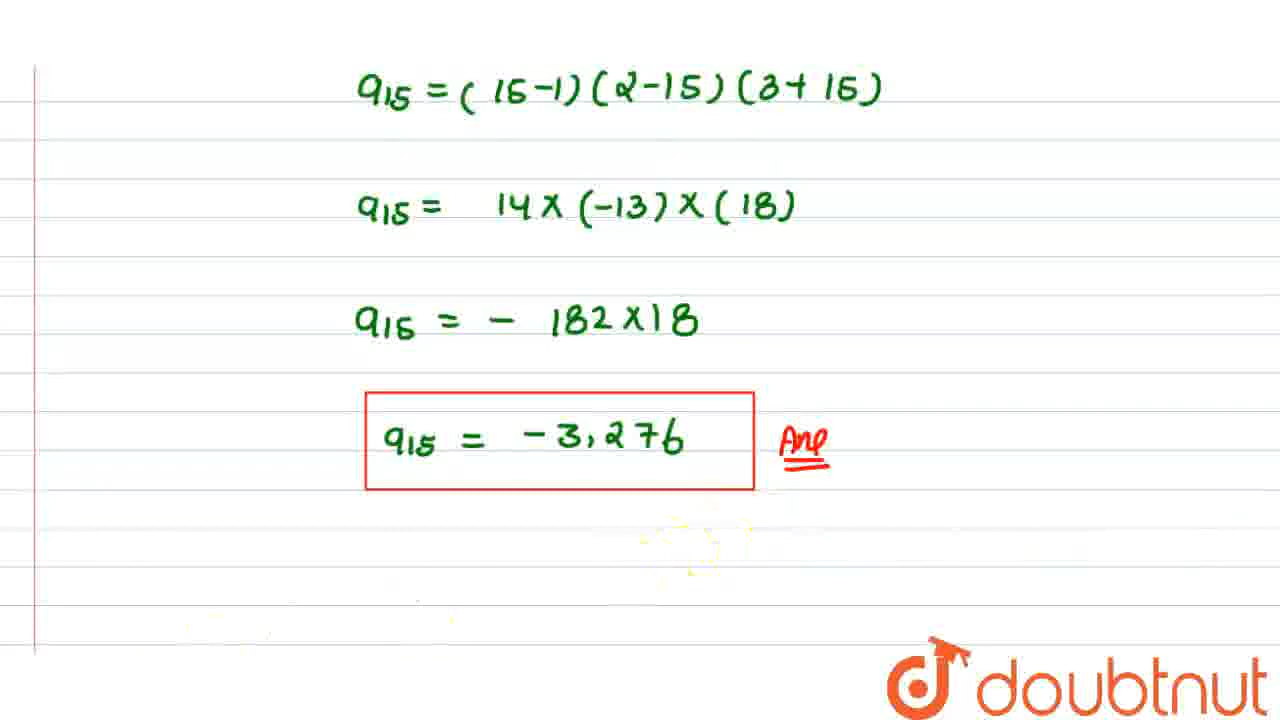 a15 = (15-1)(2-15)(3+15)
a15 = 14 × (-13) × (18)
a15 = - 182 × 18
a15 = -3,276 Ans
doubtnut